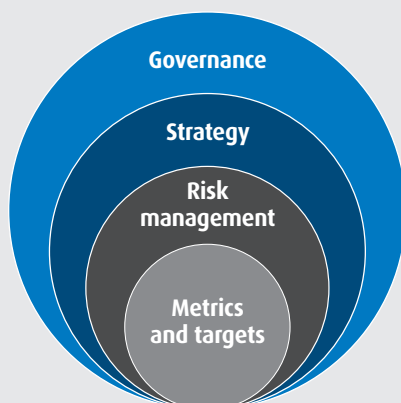 Governance
Strategy
Risk
management
Metrics
and targets